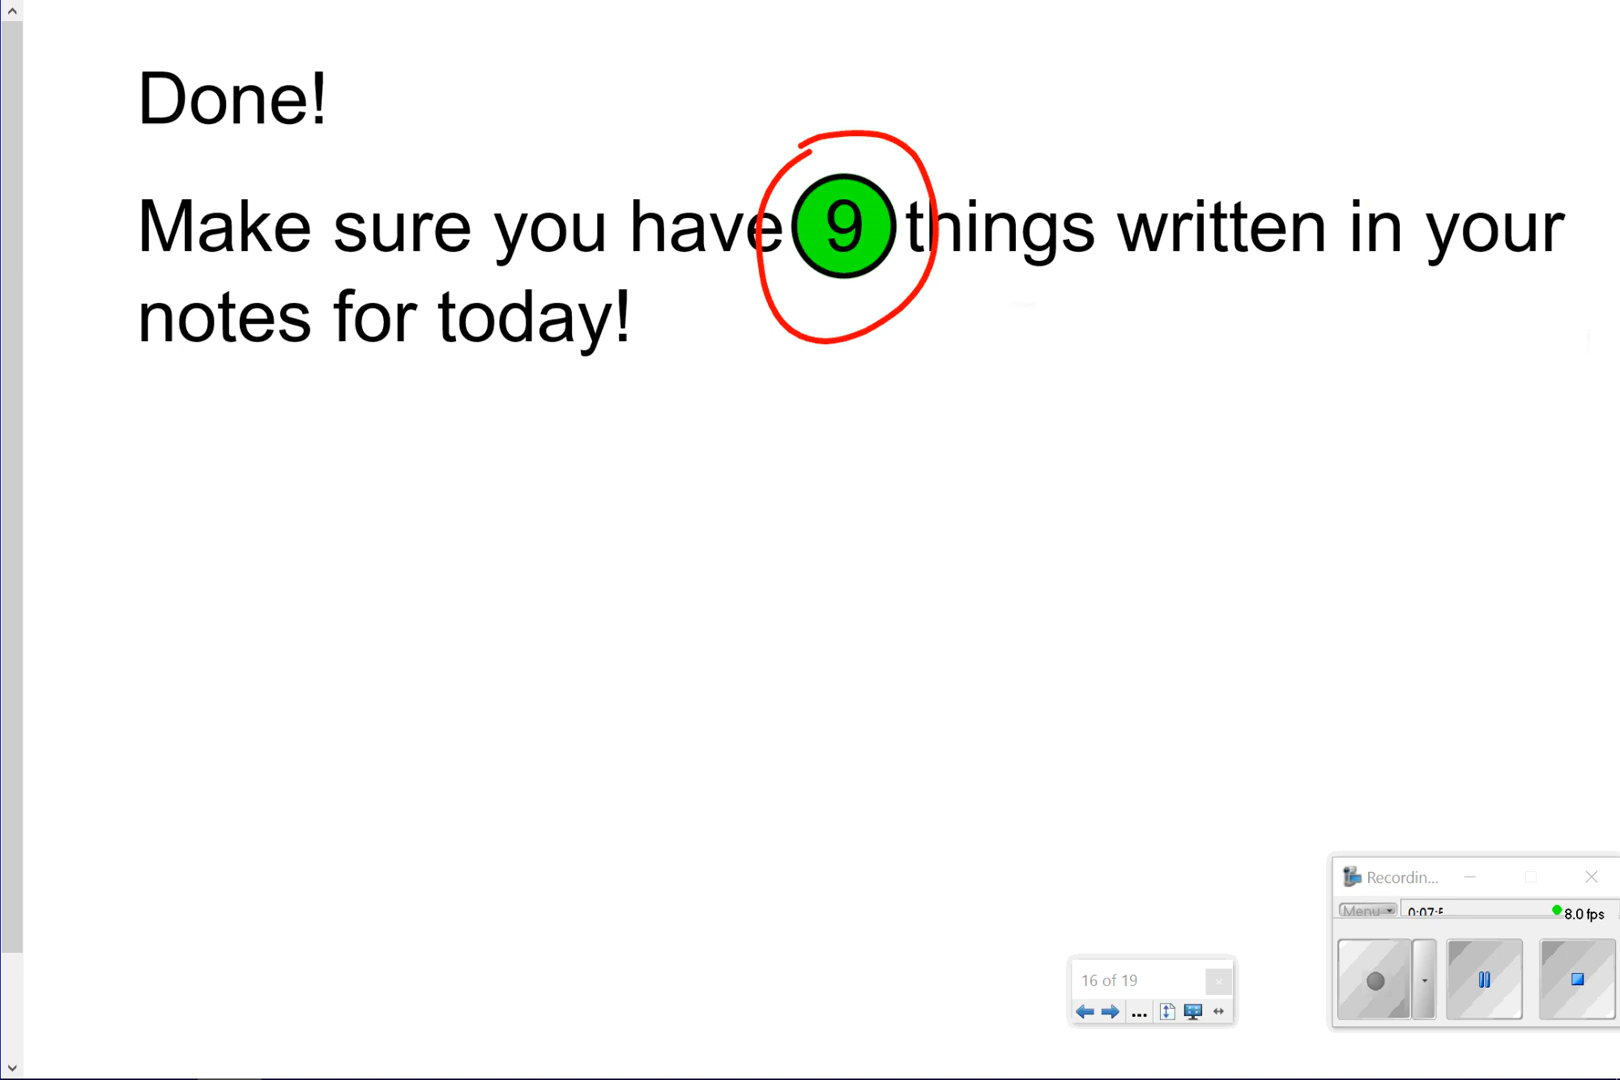 Done!
Make sure you have 9 things written in your
notes for today!
Recordin...
Menu
8.0 fps
16 of 19
...